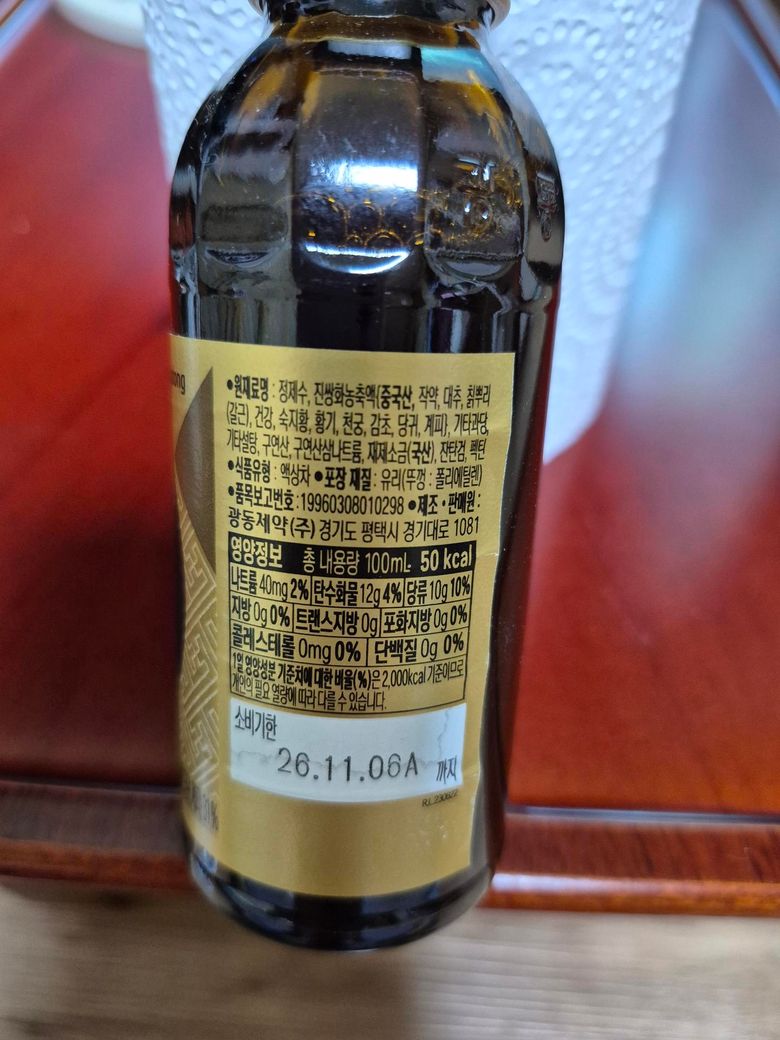 ong
•원재료명 : 정제수, 진쌍화농축액{중국산, 작약, 대추, 칡뿌리
(갈근), 건강, 숙지황, 황기, 천궁, 감초, 당귀, 계피}, 기타과당,
기타설탕, 구연산, 구연산삼나트륨, 재제소금(국산), 잔탄검, 펙틴
•식품유형 : 액상차 •포장 재질 : 유리(뚜껑 : 폴리에틸렌)
•품목보고번호 : 19960308010298 •제조·판매원 :
광동제약(주) 경기도 평택시 경기대로 1081
영양정보 총 내용량 100mL 50 kcal
나트륨 40mg 2% 탄수화물 12g 4% 당류 10g 10%
지방 0g 0% 트랜스지방 0g 포화지방 0g 0%
콜레스테롤 0mg 0% 단백질 0g 0%
1일 영양성분 기준치에 대한 비율(%)은 2,000kcal 기준이므로
개인의 필요 열량에 따라 다를 수 있습니다.
소비기한
26.11.06A 까지
R.I. 230622